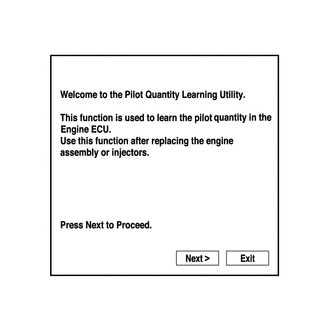 Welcome to the Pilot Quantity Learning Utility.
This function is used to learn the pilot quantity in the
Engine ECU.
Use this function after replacing the engine
assembly or injectors.
Press Next to Proceed.
Next > Exit